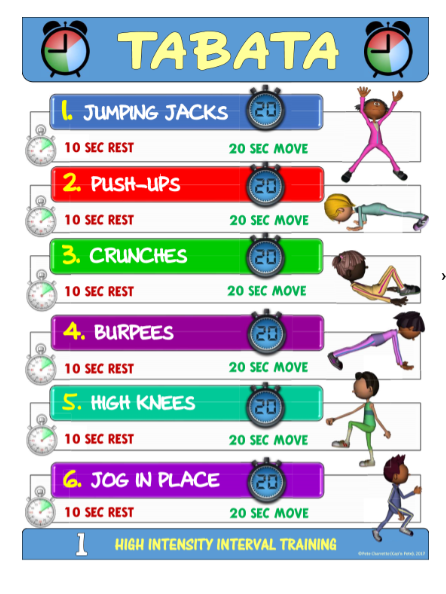 TABATA
1. JUMPING JACKS
20
10 SEC REST 20 SEC MOVE
2. PUSH-UPS
20
10 SEC REST 20 SEC MOVE
3. CRUNCHES
20
10 SEC REST 20 SEC MOVE
4. BURPEES
20
10 SEC REST 20 SEC MOVE
5. HIGH KNEES
20
10 SEC REST 20 SEC MOVE
6. JOG IN PLACE
20
10 SEC REST 20 SEC MOVE
1 HIGH INTENSITY INTERVAL TRAINING
2017